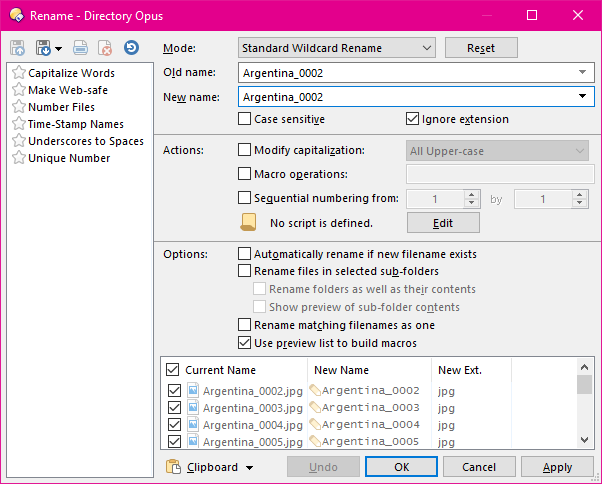 Rename - Directory Opus
Mode: Standard Wildcard Rename Reset
Old name: Argentina_0002
New name: Argentina_0002
Case sensitive Ignore extension
Capitalize Words
Make Web-safe
Number Files
Time-Stamp Names
Underscores to Spaces
Unique Number
Actions: Modify capitalization: All Upper-case
Macro operations:
Sequential numbering from: 1 by 1
No script is defined. Edit
Options: Automatically rename if new filename exists
Rename files in selected sub-folders
Rename folders as well as their contents
Show preview of sub-folder contents
Rename matching filenames as one
Use preview list to build macros
Current Name New Name New Ext.
Argentina_0002.jpg Argentina_0002 jpg
Argentina_0003.jpg Argentina_0003 jpg
Argentina_0004.jpg Argentina_0004 jpg
Argentina_0005.jpg Argentina_0005 jpg
Clipboard Undo OK Cancel Apply